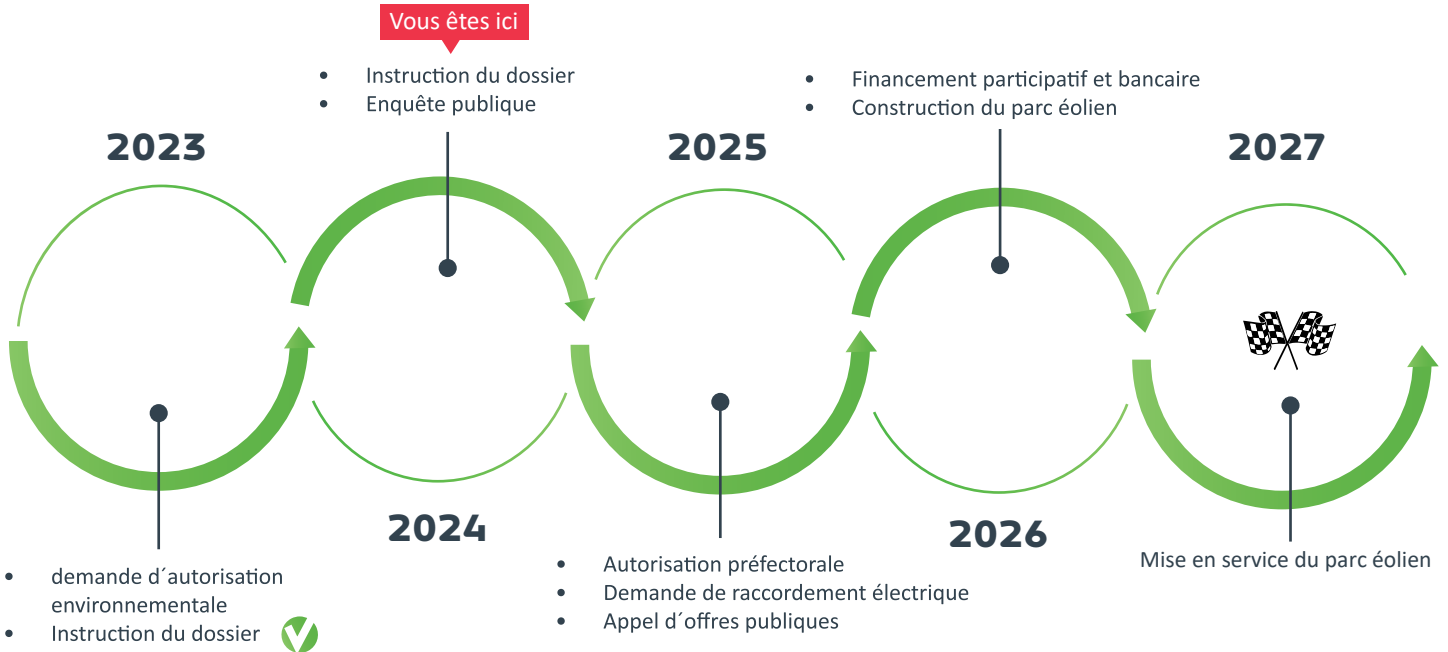 Vous êtes ici
• Instruction du dossier
• Enquête publique
• Financement participatif et bancaire
• Construction du parc éolien
2023
2025
2027
2024
2026
• demande d´autorisation
environnementale
• Instruction du dossier
• Autorisation préfectorale
• Demande de raccordement électrique
• Appel d´offres publiques
Mise en service du parc éolien